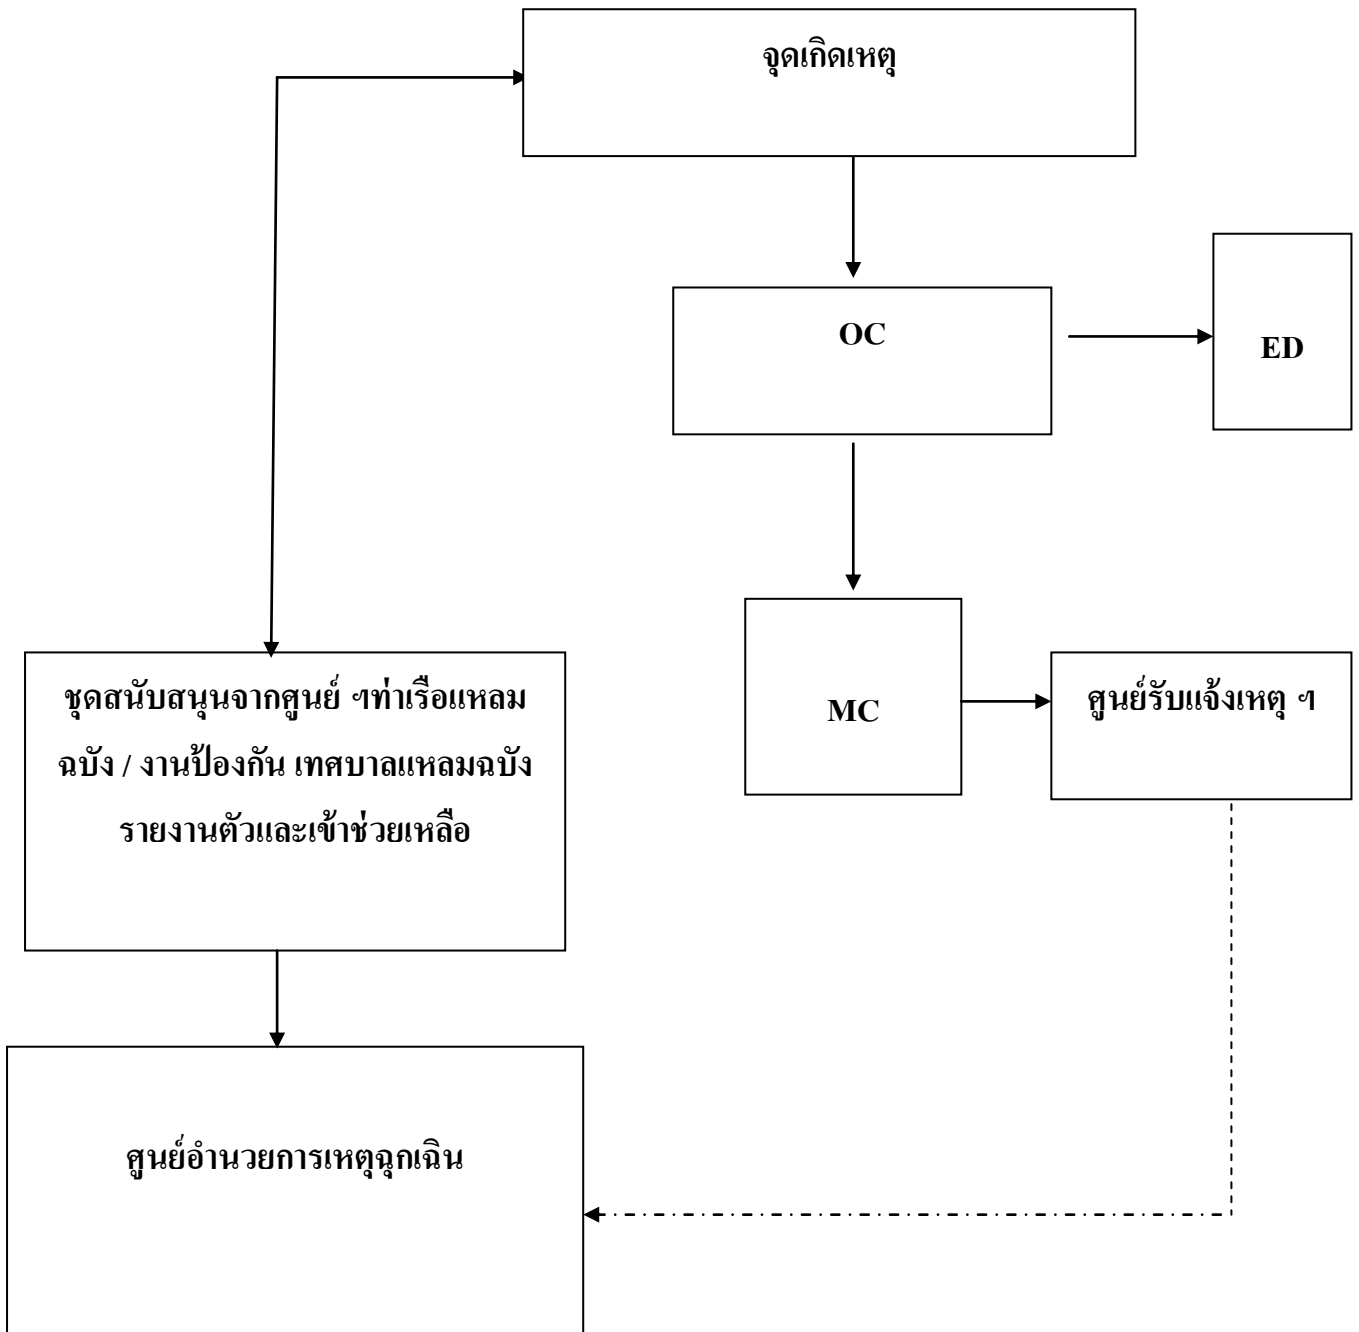 จุดเกิดเหตุ
OC
ED
MC
ศูนย์รับแจ้งเหตุ ฯ
ชุดสนับสนุนจากศูนย์ ฯท่าเรือแหลม
ฉบัง / งานป้องกัน เทศบาลแหลมฉบัง
รายงานตัวและเข้าช่วยเหลือ
ศูนย์อำนวยการเหตุฉุกเฉิน